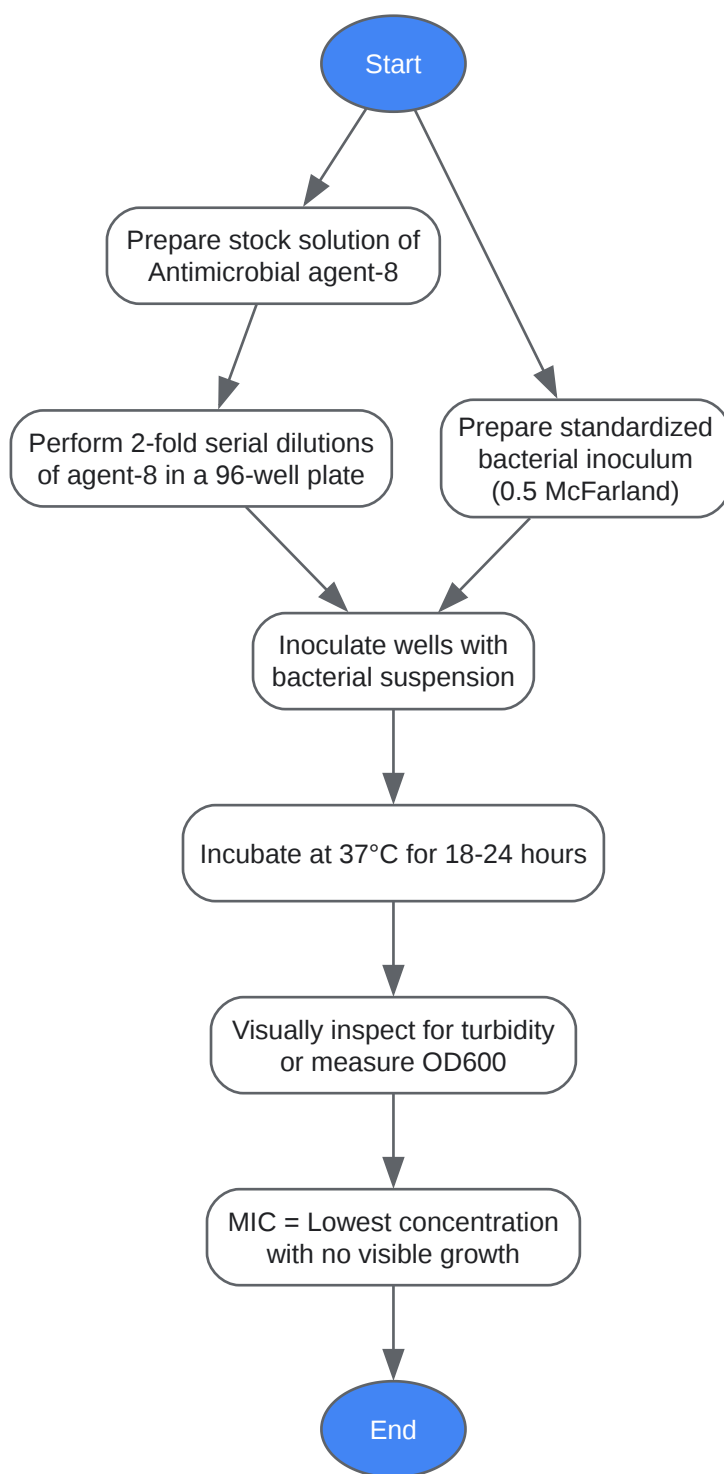 Start
Prepare stock solution of
Antimicrobial agent-8
Perform 2-fold serial dilutions
of agent-8 in a 96-well plate
Prepare standardized
bacterial inoculum
(0.5 McFarland)
Inoculate wells with
bacterial suspension
Incubate at 37°C for 18-24 hours
Visually inspect for turbidity
or measure OD600
MIC = Lowest concentration
with no visible growth
End